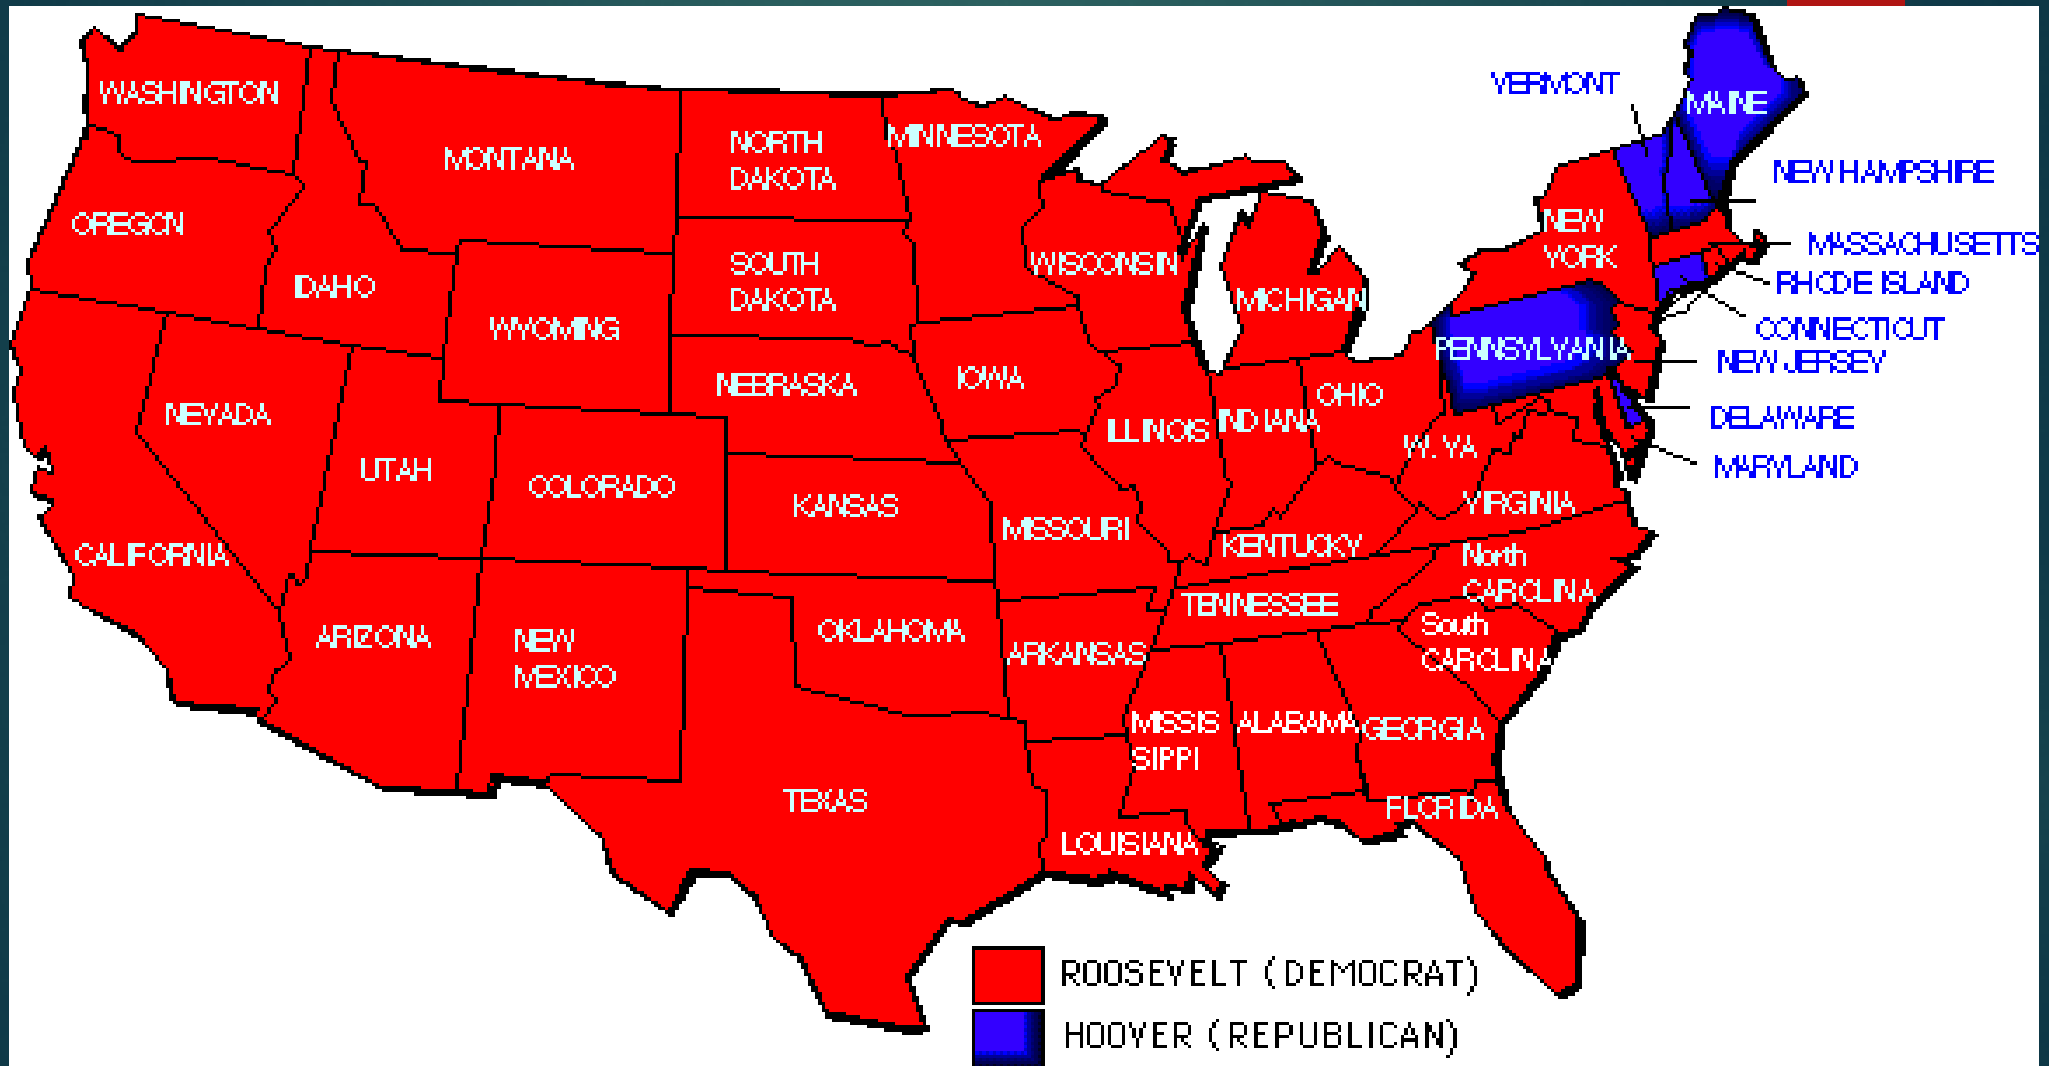 WASHINGTON
OREGON
CALIFORNIA
NEVADA
IDAHO
MONTANA
WYOMING
UTAH
ARIZONA
COLORADO
NEW
MEXICO
NORTH
DAKOTA
SOUTH
DAKOTA
NEBRASKA
KANSAS
OKLAHOMA
TEXAS
MINNESOTA
IOWA
MISSOURI
ARKANSAS
LOUISIANA
WISCONSIN
ILLINOIS
MICHIGAN
INDIANA
OHIO
KENTUCKY
TENNESSEE
MISSIS
SIPPI
ALABAMA
GEORGIA
FLORIDA
South
CAROLINA
North
CAROLINA
VIRGINIA
W. VA
PENNSYLVANIA
NEW
YORK
VERMONT
MAINE
NEW HAMPSHIRE
MASSACHUSETTS
RHODE ISLAND
CONNECTICUT
NEW JERSEY
DELAWARE
MARYLAND
ROOSEVELT (DEMOCRAT)
HOOVER (REPUBLICAN)